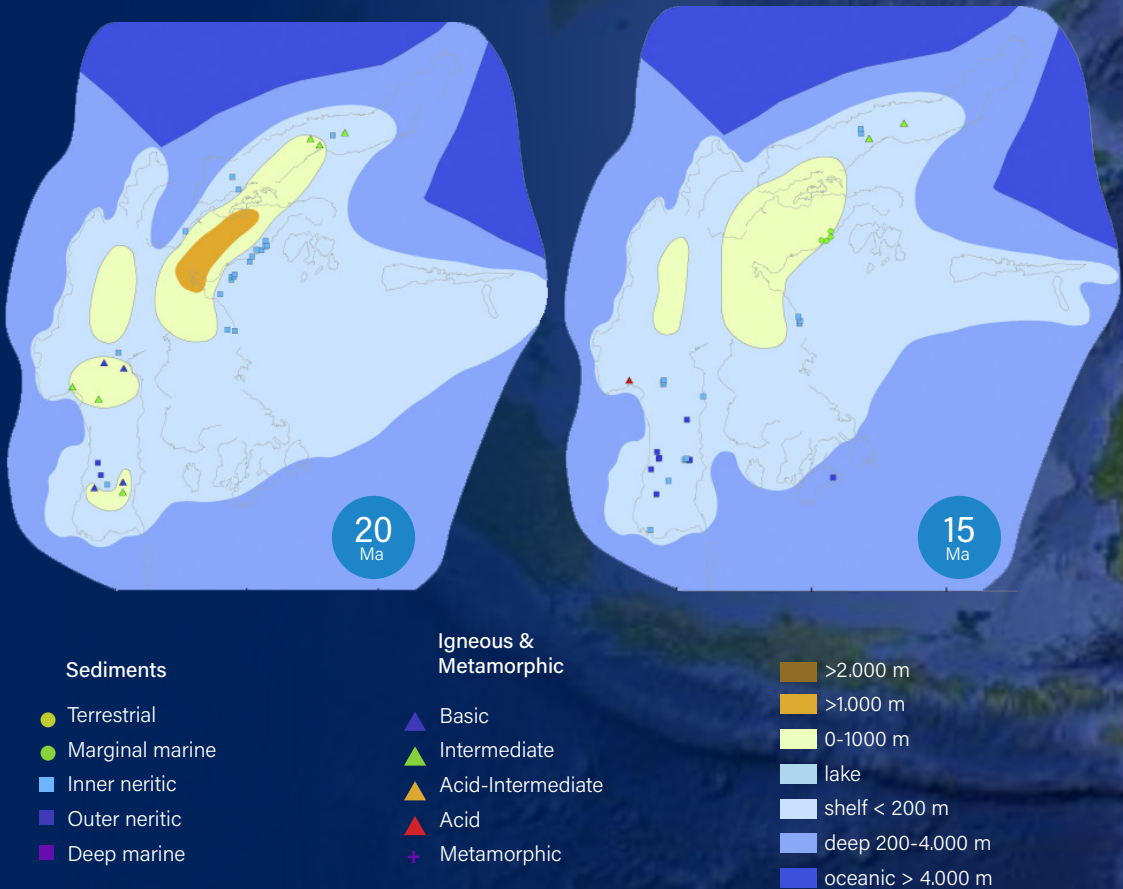 20
Ma
15
Ma
Sediments
Terrestrial
Marginal marine
Inner neritic
Outer neritic
Deep marine
Igneous &
Metamorphic
Basic
Intermediate
Acid-Intermediate
Acid
Metamorphic
>2.000 m
>1.000 m
0-1000 m
lake
shelf < 200 m
deep 200-4.000 m
oceanic > 4.000 m